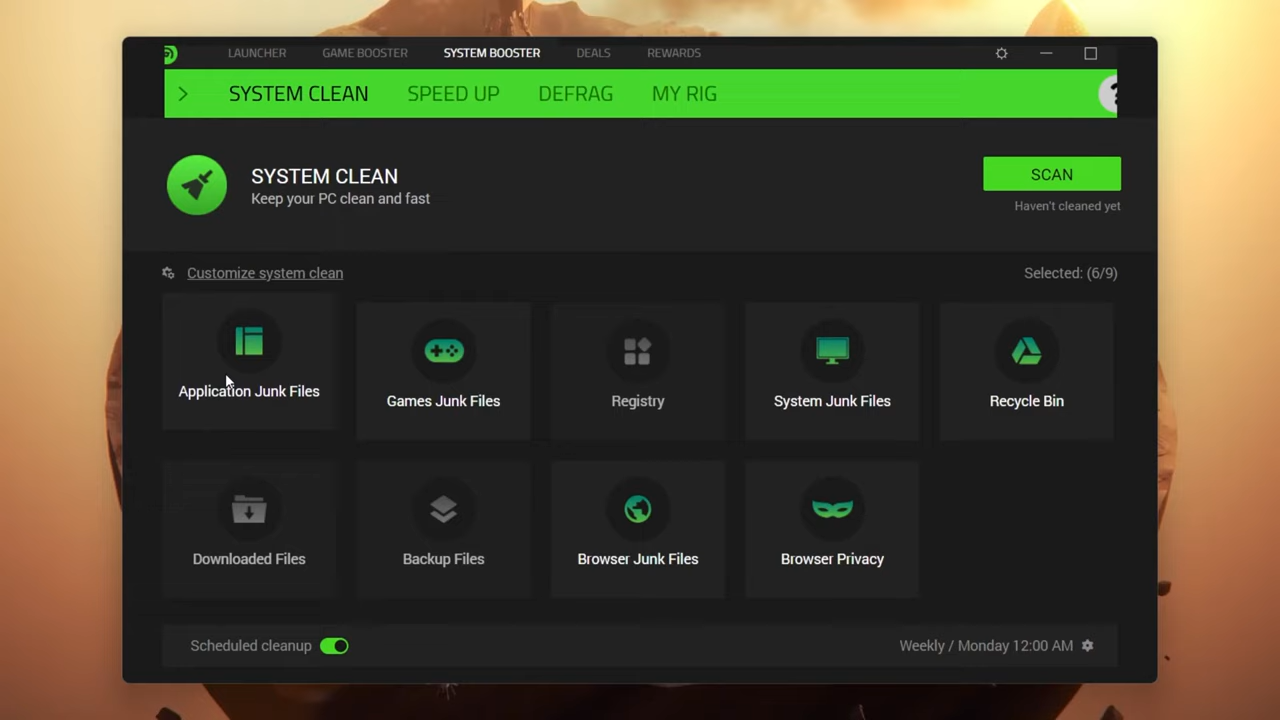 LAUNCHER GAME BOOSTER SYSTEM BOOSTER DEALS REWARDS
SYSTEM CLEAN SPEED UP DEFRAG MY RIG ?
SYSTEM CLEAN
Keep your PC clean and fast
SCAN
Haven't cleaned yet
Customize system clean
Selected: (6/9)
Application Junk Files
Games Junk Files
Registry
System Junk Files
Recycle Bin
Downloaded Files
Backup Files
Browser Junk Files
Browser Privacy
Scheduled cleanup
Weekly / Monday 12:00 AM